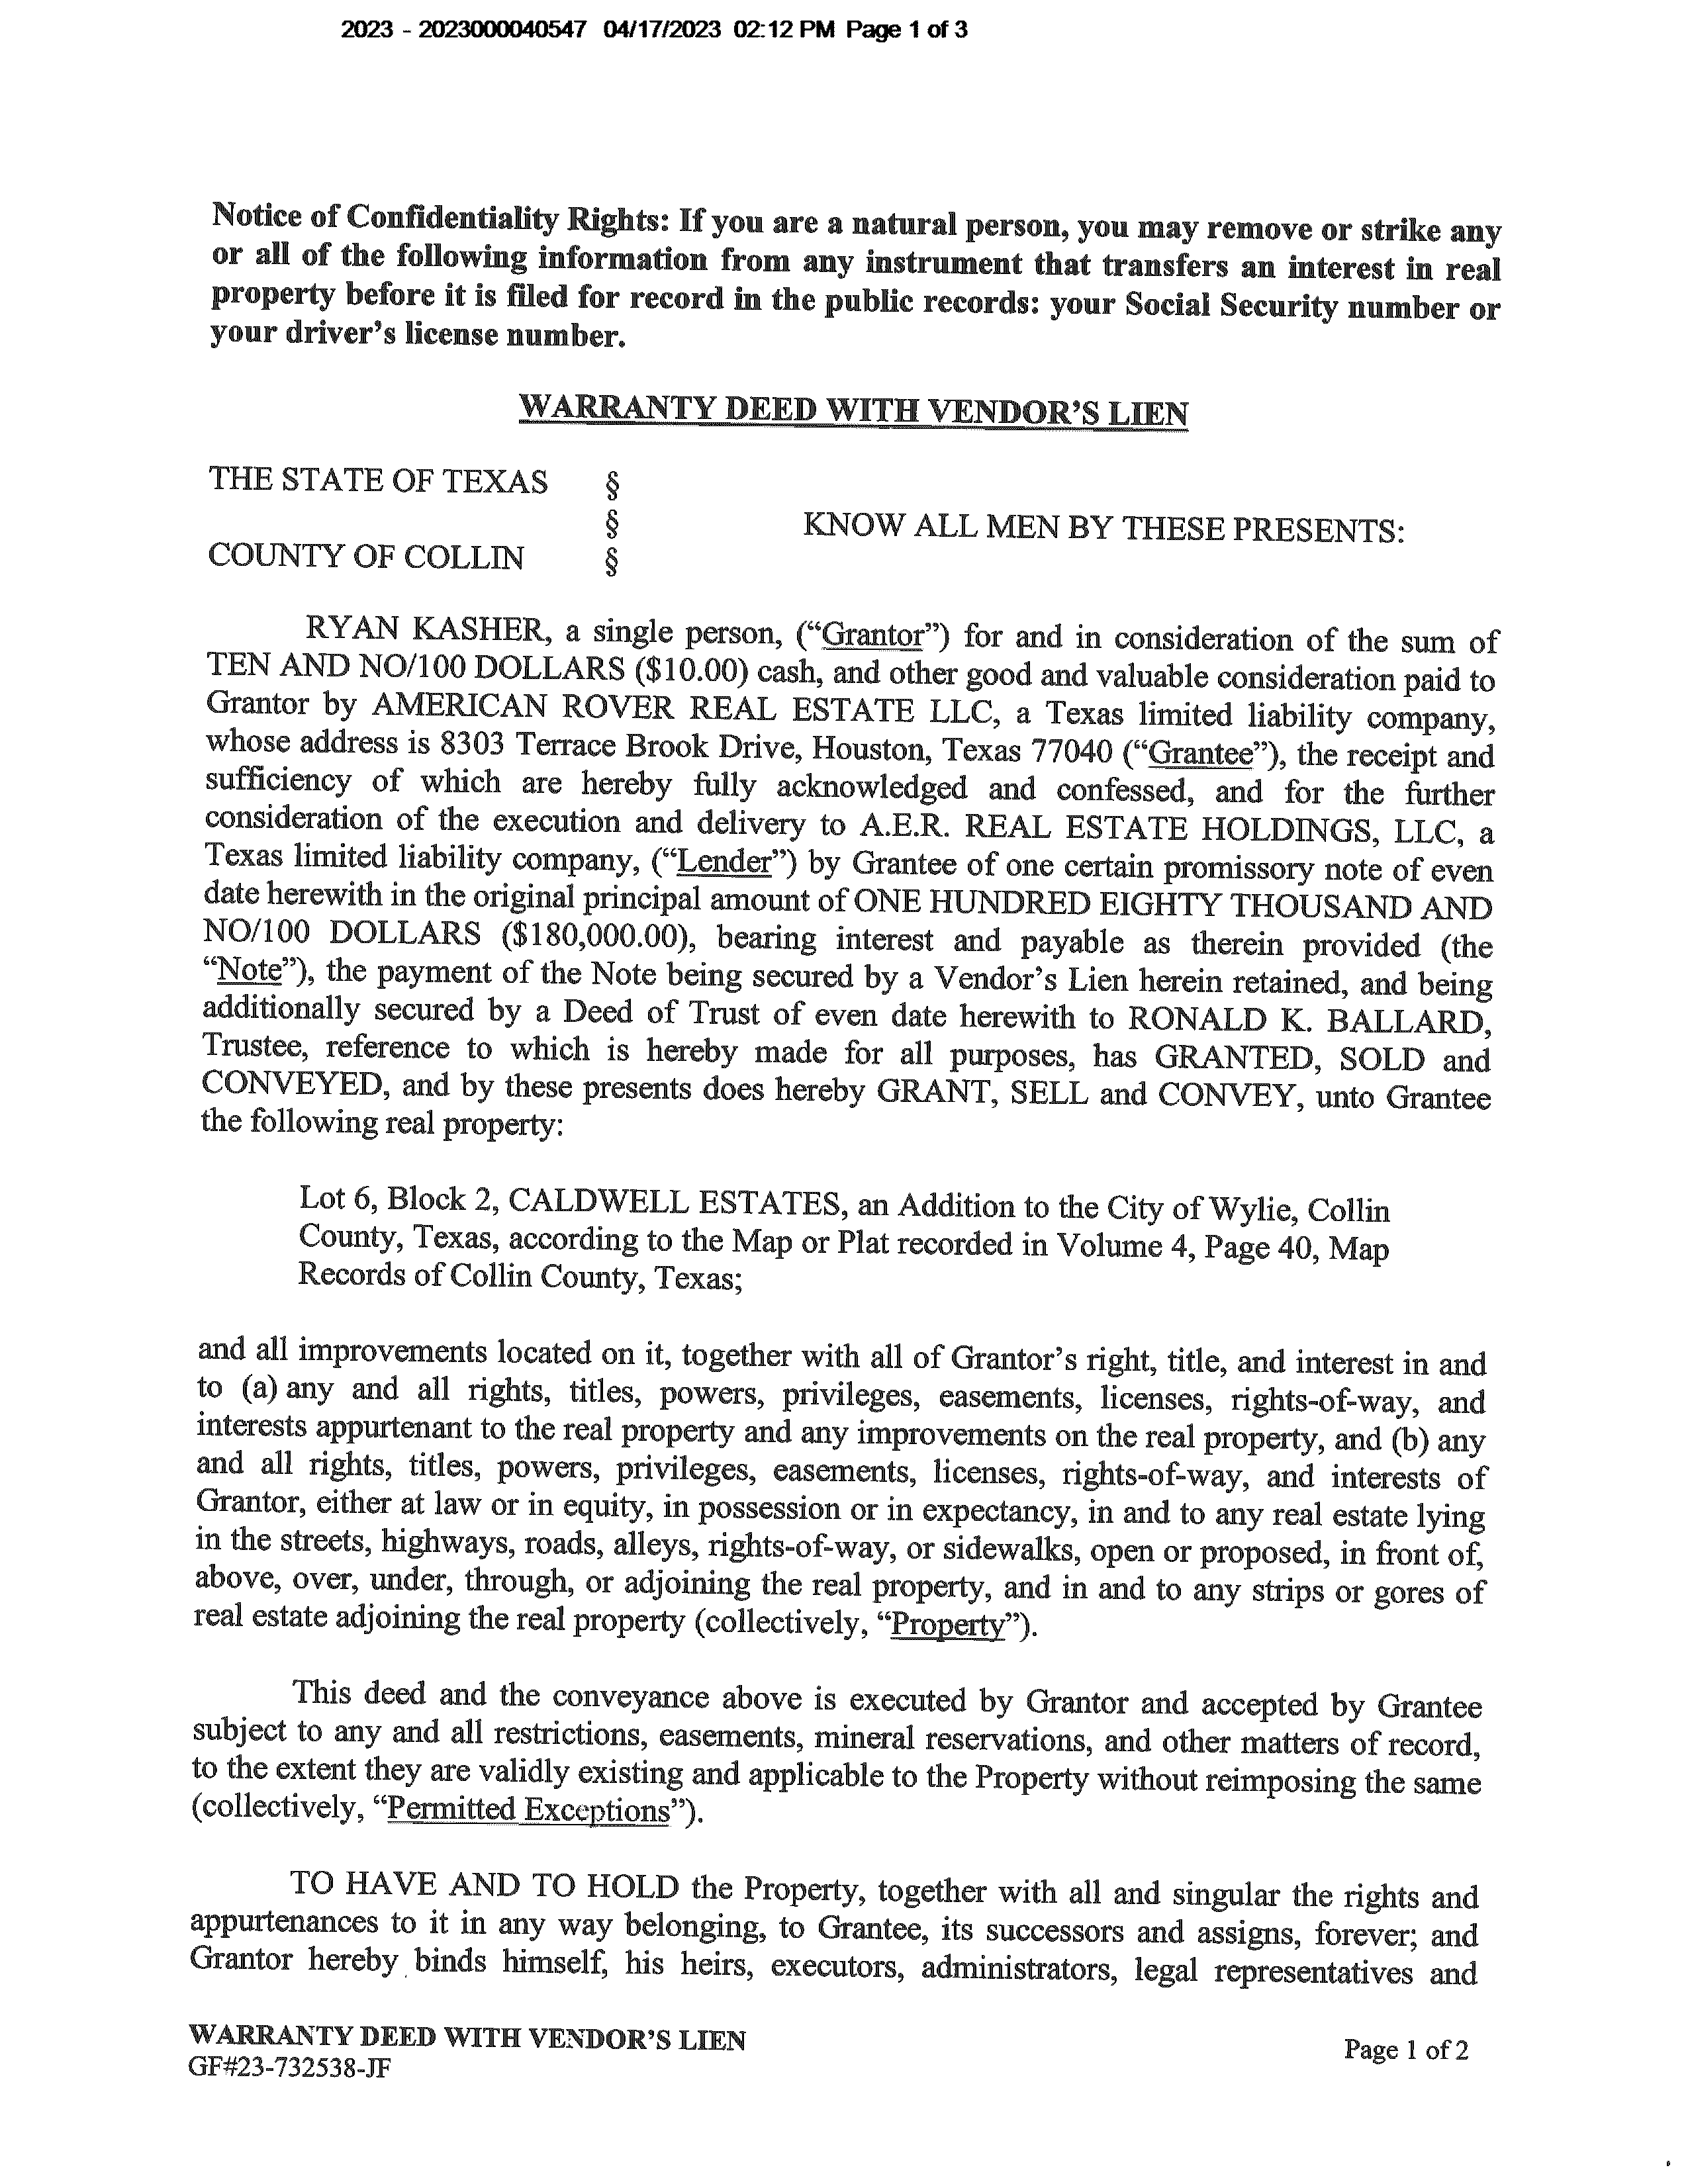 2023 - 2023000040547 04/17/2023 02:12 PM Page 1 of 3
Notice of Confidentiality Rights: If you are a natural person, you may remove or strike any
or all of the following information from any instrument that transfers an interest in real
property before it is filed for record in the public records: your Social Security number or
your driver's license number.
WARRANTY DEED WITH VENDOR'S LIEN
THE STATE OF TEXAS §
§ KNOW ALL MEN BY THESE PRESENTS:
COUNTY OF COLLIN §
RYAN KASHER, a single person, ("Grantor") for and in consideration of the sum of
TEN AND NO/100 DOLLARS ($10.00) cash, and other good and valuable consideration paid to
Grantor by AMERICAN ROVER REAL ESTATE LLC, a Texas limited liability company,
whose address is 8303 Terrace Brook Drive, Houston, Texas 77040 ("Grantee"), the receipt and
sufficiency of which are hereby fully acknowledged and confessed, and for the further
consideration of the execution and delivery to A.E.R. REAL ESTATE HOLDINGS, LLC, a
Texas limited liability company, ("Lender") by Grantee of one certain promissory note of even
date herewith in the original principal amount of ONE HUNDRED EIGHTY THOUSAND AND
NO/100 DOLLARS ($180,000.00), bearing interest and payable as therein provided (the
"Note"), the payment of the Note being secured by a Vendor's Lien herein retained, and being
additionally secured by a Deed of Trust of even date herewith to RONALD K. BALLARD,
Trustee, reference to which is hereby made for all purposes, has GRANTED, SOLD and
CONVEYED, and by these presents does hereby GRANT, SELL and CONVEY, unto Grantee
the following real property:
Lot 6, Block 2, CALDWELL ESTATES, an Addition to the City of Wylie, Collin
County, Texas, according to the Map or Plat recorded in Volume 4, Page 40, Map
Records of Collin County, Texas;
and all improvements located on it, together with all of Grantor's right, title, and interest in and
to (a) any and all rights, titles, powers, privileges, easements, licenses, rights-of-way, and
interests appurtenant to the real property and any improvements on the real property, and (b) any
and all rights, titles, powers, privileges, easements, licenses, rights-of-way, and interests of
Grantor, either at law or in equity, in possession or in expectancy, in and to any real estate lying
in the streets, highways, roads, alleys, rights-of-way, or sidewalks, open or proposed, in front of,
above, over, under, through, or adjoining the real property, and in and to any strips or gores of
real estate adjoining the real property (collectively, "Property").
This deed and the conveyance above is executed by Grantor and accepted by Grantee
subject to any and all restrictions, easements, mineral reservations, and other matters of record,
to the extent they are validly existing and applicable to the Property without reimposing the same
(collectively, "Permitted Exceptions").
TO HAVE AND TO HOLD the Property, together with all and singular the rights and
appurtenances to it in any way belonging, to Grantee, its successors and assigns, forever; and
Grantor hereby binds himself, his heirs, executors, administrators, legal representatives and
WARRANTY DEED WITH VENDOR'S LIEN
GF#23-732538-JF
Page 1 of 2